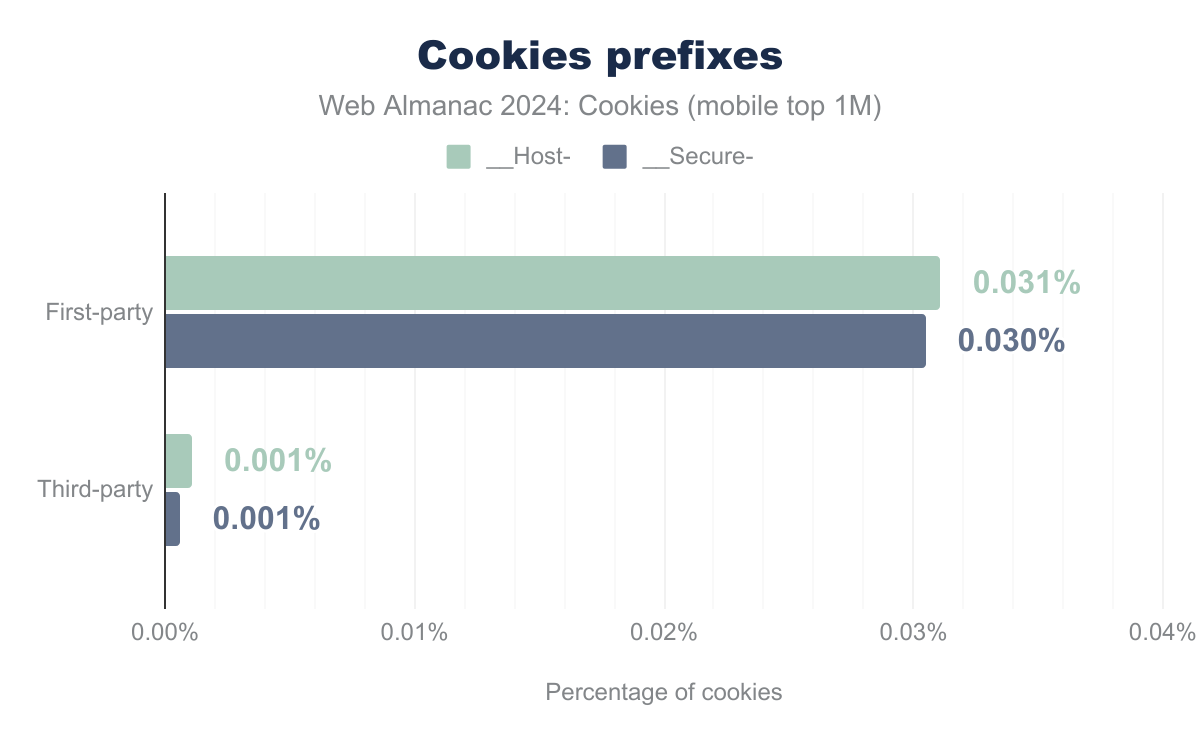 Cookies prefixes
Web Almanac 2024: Cookies (mobile top 1M)
__Host- __Secure-
First-party
0.031%
0.030%
Third-party
0.001%
0.001%
0.00% 0.01% 0.02% 0.03% 0.04%
Percentage of cookies